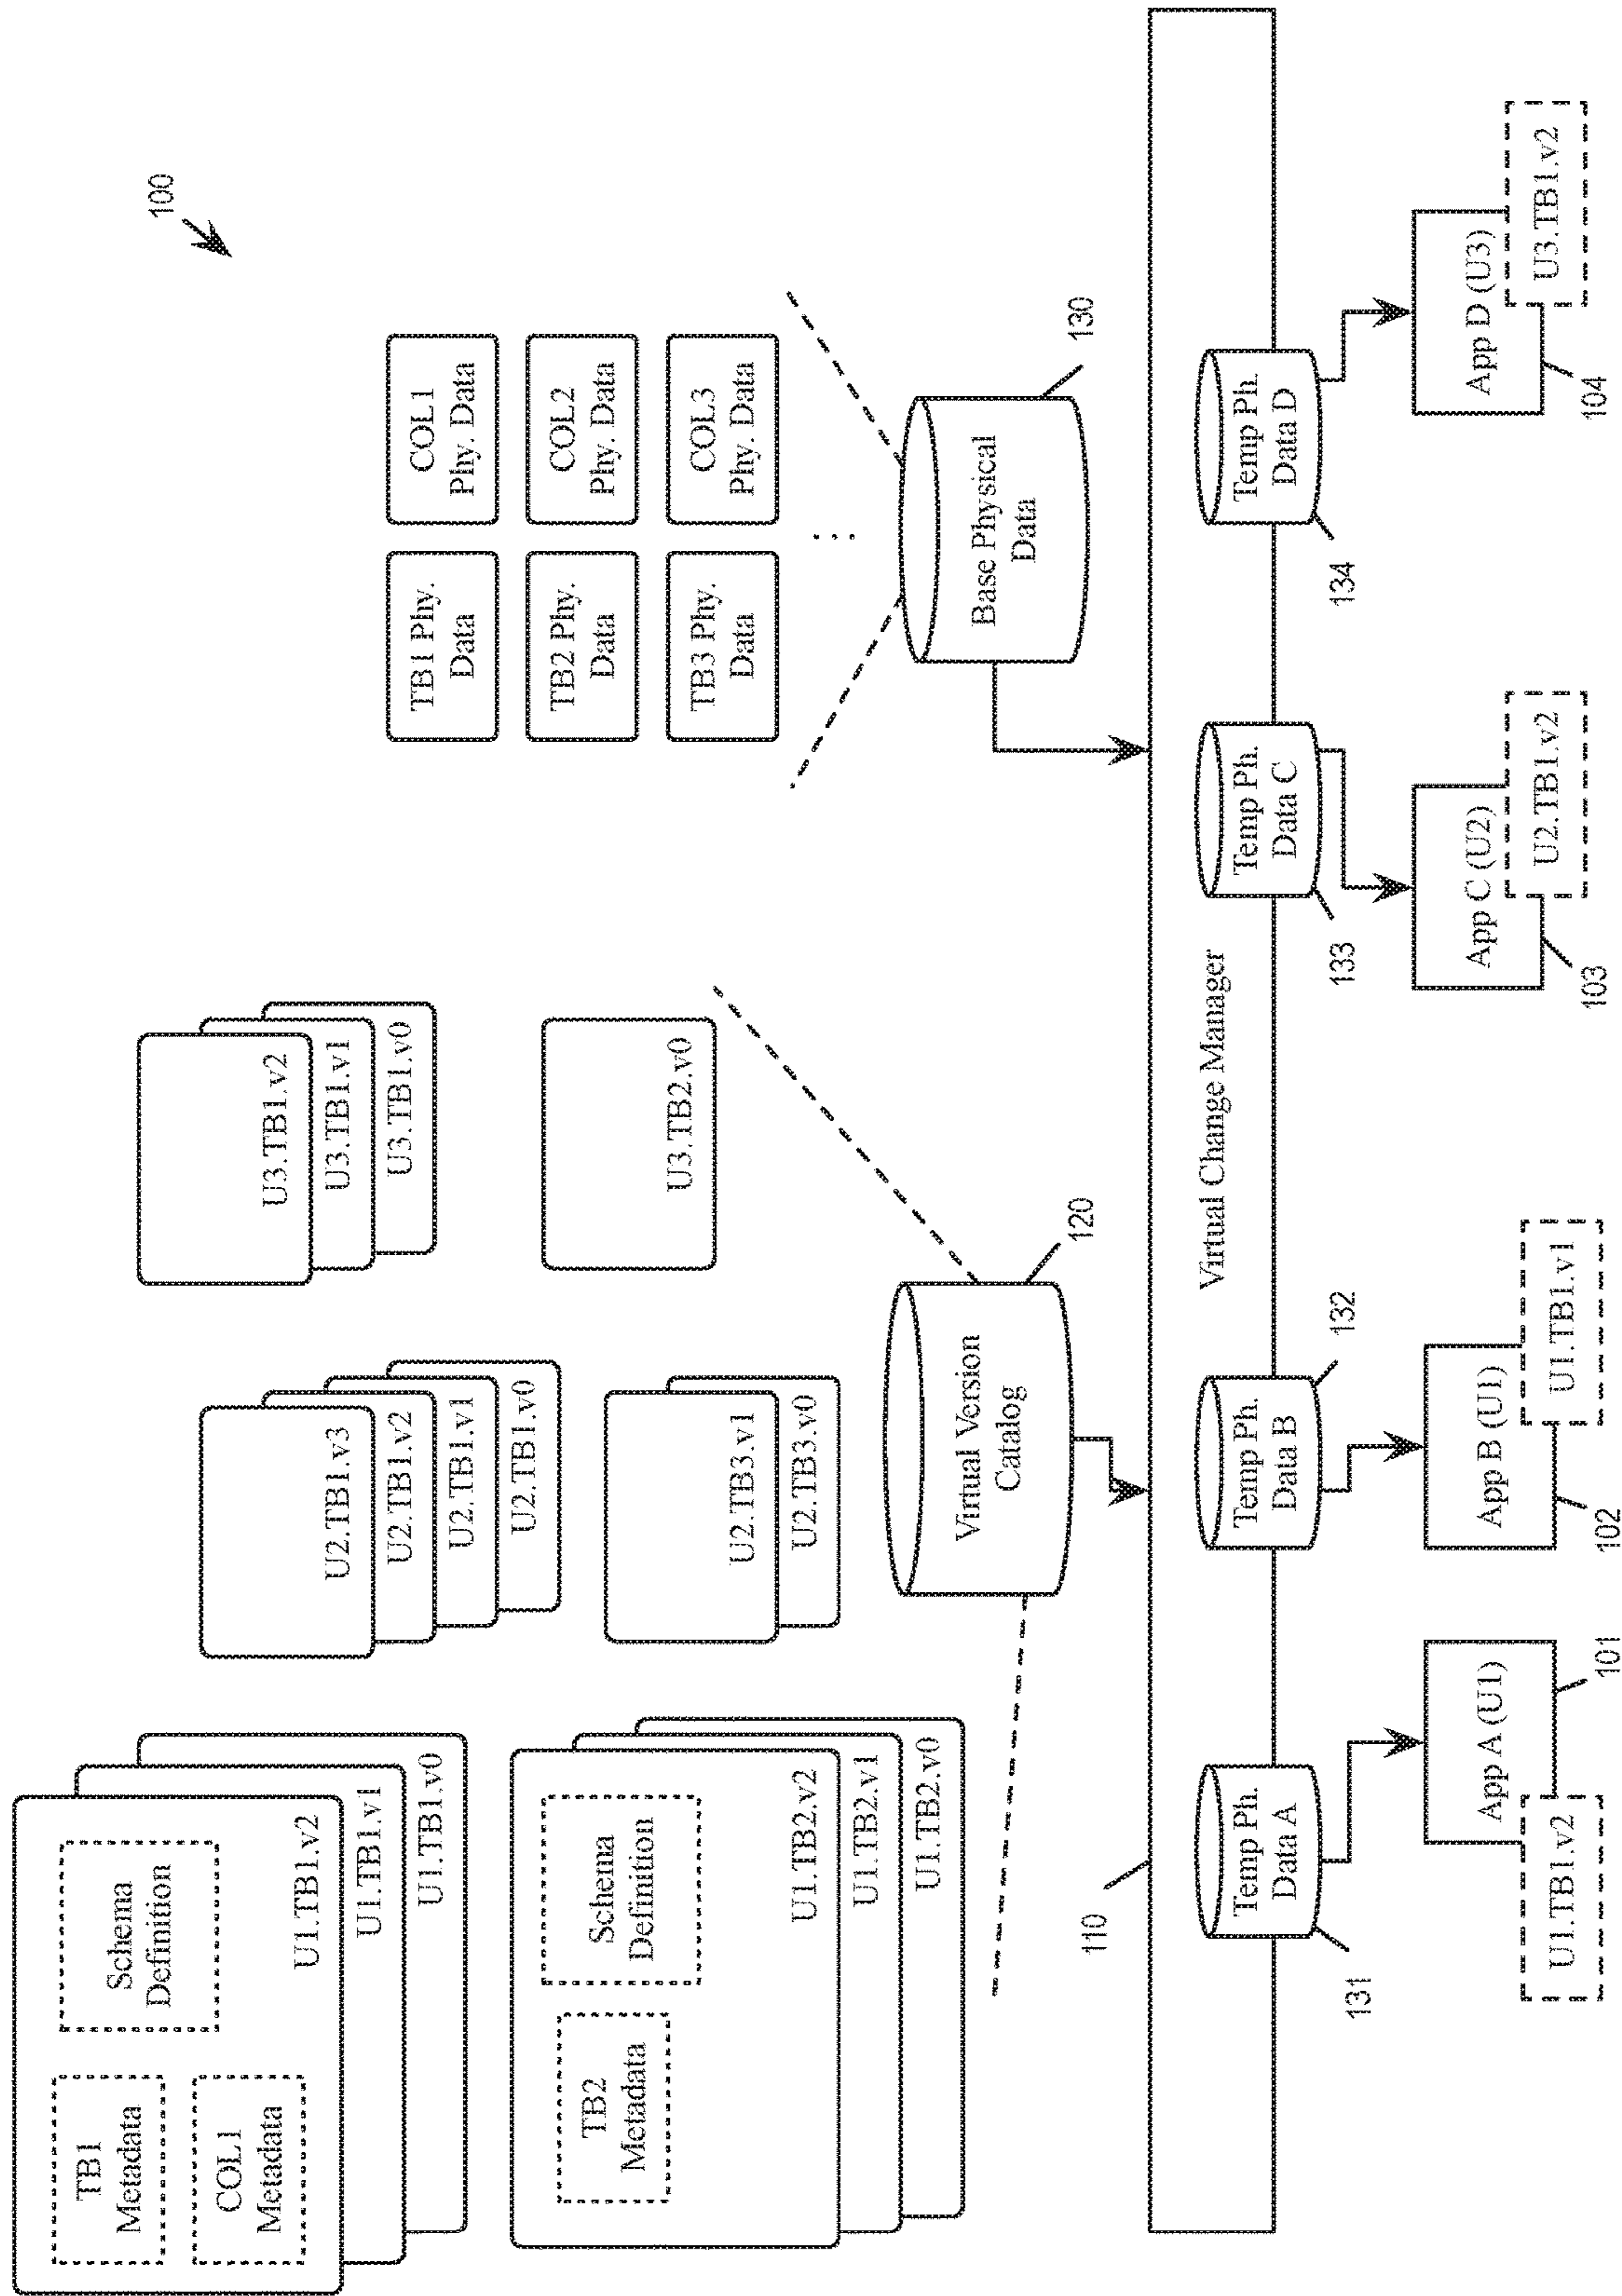 100
TB1
Metadata
COL1
Metadata
Schema
Definition
U1.TB1.v2
U1.TB1.v1
U1.TB1.v0
TB2
Metadata
Schema
Definition
U1.TB2.v2
U1.TB2.v1
U1.TB2.v0
U2.TB1.v3
U2.TB1.v2
U2.TB1.v1
U2.TB1.v0
U2.TB3.v1
U2.TB3.v0
U3.TB1.v2
U3.TB1.v1
U3.TB1.v0
U3.TB2.v0
TB1 Phy.
Data
COL1
Phy. Data
TB2 Phy.
Data
COL2
Phy. Data
TB3 Phy.
Data
COL3
Phy. Data
Virtual Version
Catalog
120
Base Physical
Data
130
110
Virtual Change Manager
Temp Ph.
Data A
131
Temp Ph.
Data B
132
Temp Ph.
Data C
133
Temp Ph.
Data D
134
App A (U1)
U1.TB1.v2
101
App B (U1)
U1.TB1.v1
102
App C (U2)
U2.TB1.v2
103
App D (U3)
U3.TB1.v2
104